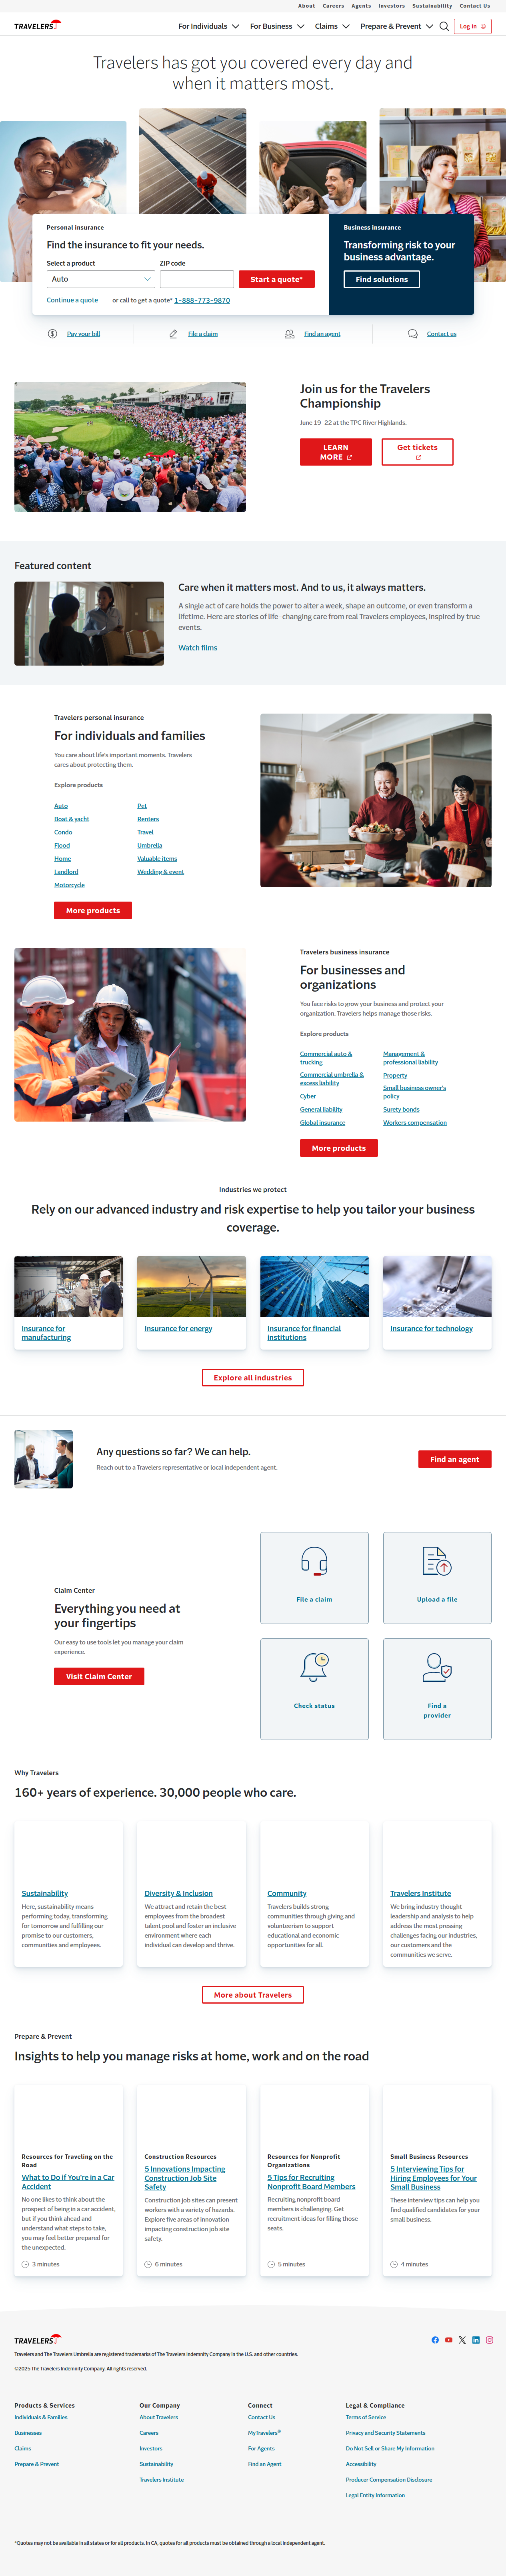 About Careers Agents Investors Sustainability Contact Us
TRAVELERS For Individuals For Business Claims Prepare & Prevent Log in
Travelers has got you covered every day and
when it matters most.
Personal insurance
Find the insurance to fit your needs.
Select a product ZIP code
Auto Start a quote*
Continue a quote or call to get a quote* 1-888-773-9870
Business insurance
Transforming risk to your
business advantage.
Find solutions
Pay your bill File a claim Find an agent Contact us
Join us for the Travelers
Championship
June 19-22 at the TPC River Highlands.
LEARN
MORE
Get tickets
Featured content
Care when it matters most. And to us, it always matters.
A single act of care holds the power to alter a week, shape an outcome, or even transform a
lifetime. Here are stories of life-changing care from real Travelers employees, inspired by true
events.
Watch films
Travelers personal insurance
For individuals and families
You care about life's important moments. Travelers
cares about protecting them.
Explore products
Auto Pet
Boat & yacht Renters
Condo Travel
Flood Umbrella
Home Valuable items
Landlord Wedding & event
Motorcycle
More products
Travelers business insurance
For businesses and
organizations
You face risks to grow your business and protect your
organization. Travelers helps manage those risks.
Explore products
Commercial auto &
trucking
Commercial umbrella &
excess liability
Cyber
General liability
Global insurance
Management &
professional liability
Property
Small business owner's
policy
Surety bonds
Workers compensation
More products
Industries we protect
Rely on our advanced industry and risk expertise to help you tailor your business
coverage.
Insurance for
manufacturing
Insurance for energy
Insurance for financial
institutions
Insurance for technology
Explore all industries
Any questions so far? We can help.
Reach out to a Travelers representative or local independent agent.
Find an agent
Claim Center
Everything you need at
your fingertips
Our easy to use tools let you manage your claim
experience.
Visit Claim Center
File a claim
Upload a file
Check status
Find a
provider
Why Travelers
160+ years of experience. 30,000 people who care.
Sustainability
Here, sustainability means
performing today, transforming
for tomorrow and fulfilling our
promise to our customers,
communities and employees.
Diversity & Inclusion
We attract and retain the best
employees from the broadest
talent pool and foster an inclusive
environment where each
individual can develop and thrive.
Community
Travelers builds strong
communities through giving and
volunteerism to support
educational and economic
opportunities for all.
Travelers Institute
We bring industry thought
leadership and analysis to help
address the most pressing
challenges facing our industries,
our customers and the
communities we serve.
More about Travelers
Prepare & Prevent
Insights to help you manage risks at home, work and on the road
Resources for Traveling on the
Road
What to Do if You're in a Car
Accident
No one likes to think about the
prospect of being in a car accident,
but if you think ahead and
understand what steps to take,
you may feel better prepared for
the unexpected.
3 minutes
Construction Resources
5 Innovations Impacting
Construction Job Site
Safety
Construction job sites can present
workers with a variety of hazards.
Explore five areas of innovation
impacting construction job site
safety.
6 minutes
Resources for Nonprofit
Organizations
5 Tips for Recruiting
Nonprofit Board Members
Recruiting nonprofit board
members is challenging. Get
recruitment ideas for filling those
seats.
5 minutes
Small Business Resources
5 Interviewing Tips for
Hiring Employees for Your
Small Business
These interview tips can help you
find qualified candidates for your
small business.
4 minutes
TRAVELERS
Travelers and The Travelers Umbrella are registered trademarks of The Travelers Indemnity Company in the U.S. and other countries.
©2025 The Travelers Indemnity Company. All rights reserved.
Products & Services
Individuals & Families
Businesses
Claims
Prepare & Prevent
Our Company
About Travelers
Careers
Investors
Sustainability
Travelers Institute
Connect
Contact Us
MyTravelers®
For Agents
Find an Agent
Legal & Compliance
Terms of Service
Privacy and Security Statements
Do Not Sell or Share My Information
Accessibility
Producer Compensation Disclosure
Legal Entity Information
*Quotes may not be available in all states or for all products. In CA, quotes for all products must be obtained through a local independent agent.